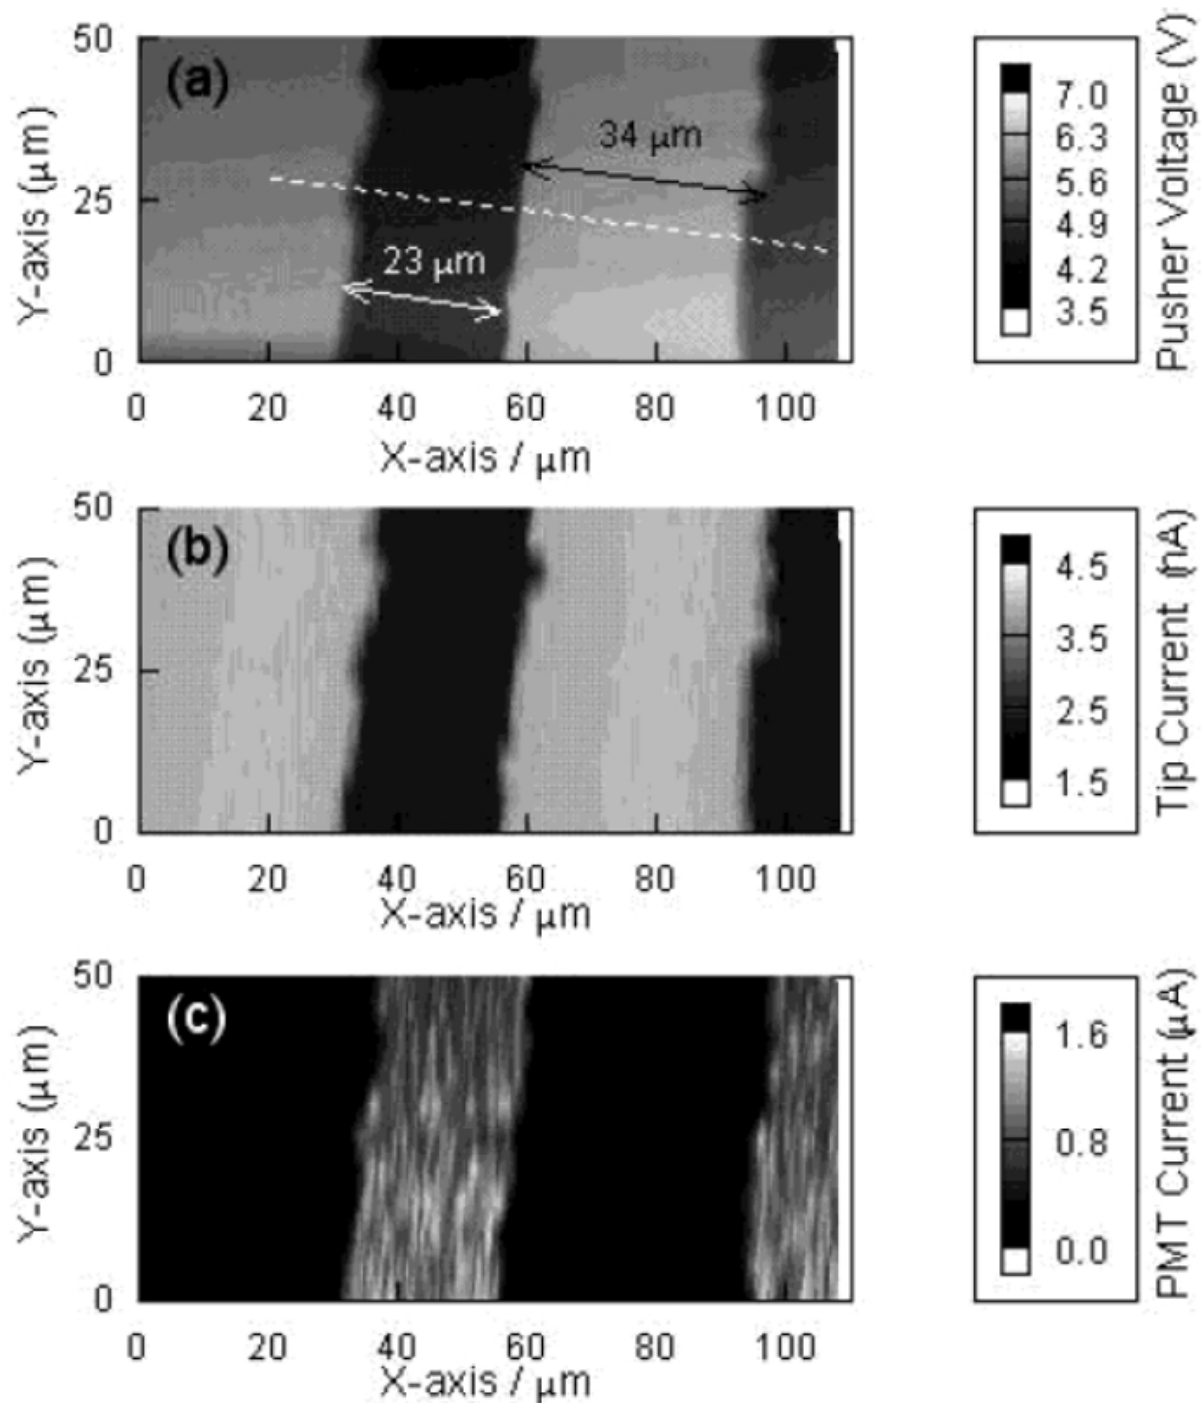 50
25
0
Y-axis (μm)
(a)
34 μm
23 μm
0 20 40 60 80 100
X-axis / μm
7.0
6.3
5.6
4.9
4.2
3.5
Pusher Voltage (V)
50
25
0
Y-axis (μm)
(b)
0 20 40 60 80 100
X-axis / μm
4.5
3.5
2.5
1.5
Tip Current (nA)
50
25
0
Y-axis (μm)
(c)
0 20 40 60 80 100
X-axis / μm
1.6
0.8
0.0
PMT Current (μA)